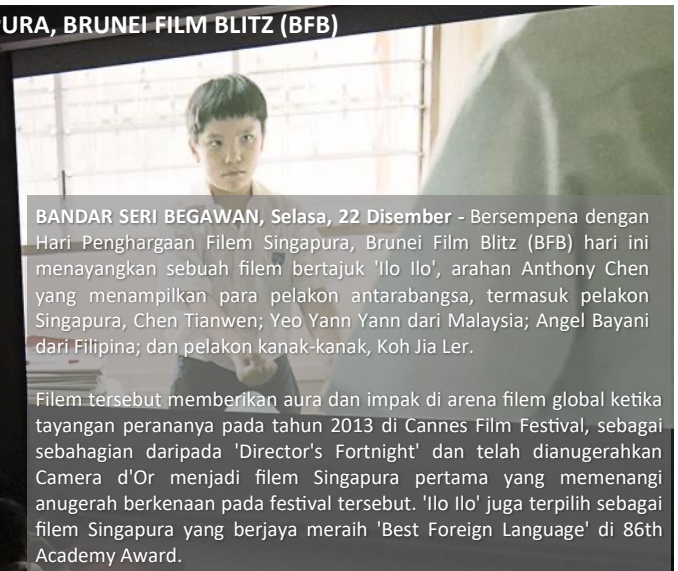 PURA, BRUNEI FILM BLITZ (BFB)
BANDAR SERI BEGAWAN, Selasa, 22 Disember - Bersempena dengan
Hari Penghargaan Filem Singapura, Brunei Film Blitz (BFB) hari ini
menayangkan sebuah filem bertajuk 'Ilo Ilo', arahan Anthony Chen
yang menampilkan para pelakon antarabangsa, termasuk pelakon
Singapura, Chen Tianwen; Yeo Yann Yann dari Malaysia; Angel Bayani
dari Filipina; dan pelakon kanak-kanak, Koh Jia Ler.
Filem tersebut memberikan aura dan impak di arena filem global ketika
tayangan perananya pada tahun 2013 di Cannes Film Festival, sebagai
sebahagian daripada 'Director's Fortnight' dan telah dianugerahkan
Camera d'Or menjadi filem Singapura pertama yang memenangi
anugerah berkenaan pada festival tersebut. 'Ilo Ilo' juga terpilih sebagai
filem Singapura yang berjaya meraih 'Best Foreign Language' di 86th
Academy Award.